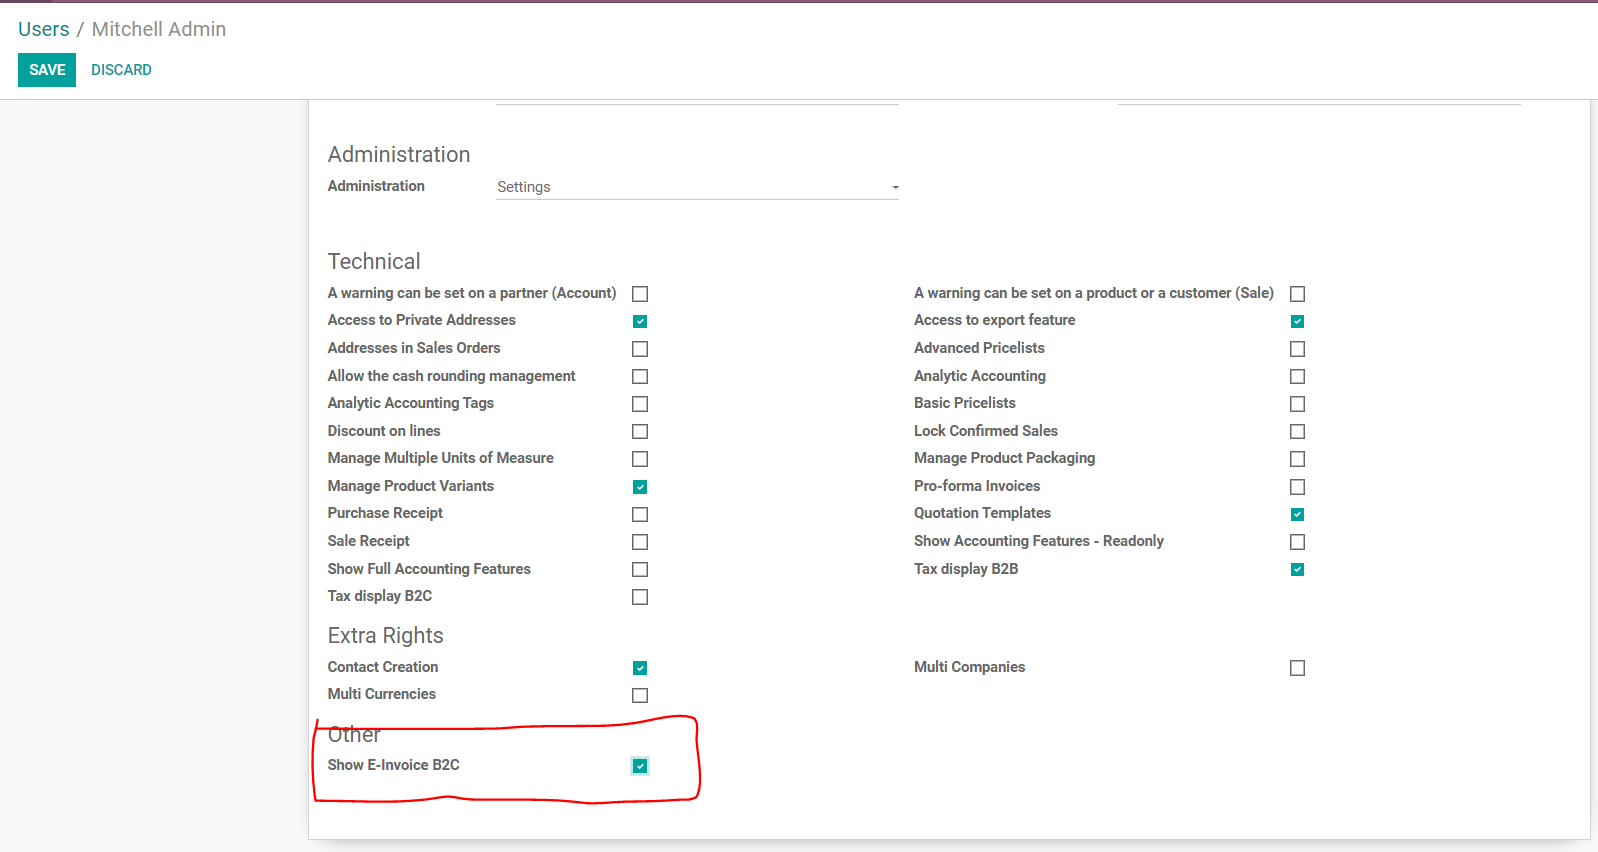 Users / Mitchell Admin
SAVE DISCARD
Administration
Administration Settings
Technical
A warning can be set on a partner (Account) A warning can be set on a product or a customer (Sale)
Access to Private Addresses Access to export feature
Addresses in Sales Orders Advanced Pricelists
Allow the cash rounding management Analytic Accounting
Analytic Accounting Tags Basic Pricelists
Discount on lines Lock Confirmed Sales
Manage Multiple Units of Measure Manage Product Packaging
Manage Product Variants Pro-forma Invoices
Purchase Receipt Quotation Templates
Sale Receipt Show Accounting Features - Readonly
Show Full Accounting Features Tax display B2B
Tax display B2C
Extra Rights
Contact Creation Multi Companies
Multi Currencies
Other
Show E-Invoice B2C